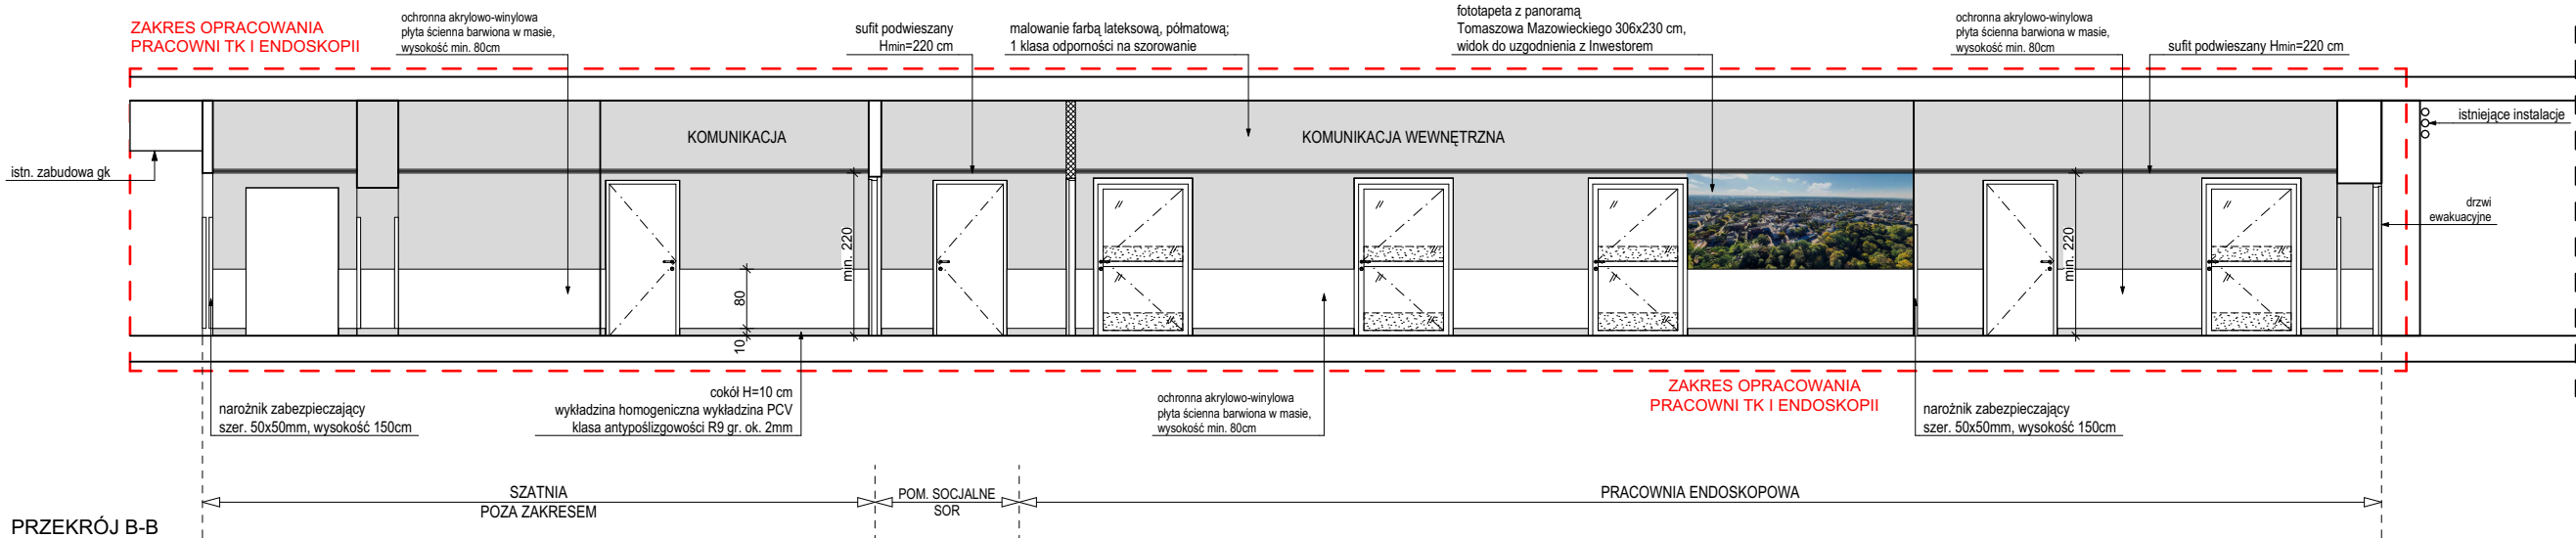 ZAKRES OPRACOWANIA
PRACOWNI TK I ENDOSKOPII
ochronna akrylowo-winylowa
płyta ścienna barwiona w masie,
wysokość min. 80cm
sufit podwieszany
Hmin=220 cm
malowanie farbą lateksową, półmatową;
1 klasa odporności na szorowanie
fototapeta z panoramą
Tomaszowa Mazowieckiego 306x230 cm,
widok do uzgodnienia z Inwestorem
ochronna akrylowo-winylowa
płyta ścienna barwiona w masie,
wysokość min. 80cm
sufit podwieszany Hmin=220 cm
istniejące instalacje
KOMUNIKACJA
KOMUNIKACJA WEWNĘTRZNA
istn. zabudowa gk
drzwi
ewakuacyjne
min. 220
80
10
min. 220
narożnik zabezpieczający
szer. 50x50mm, wysokość 150cm
cokół H=10 cm
wykładzina homogeniczna wykładzina PCV
klasa antypoślizgowości R9 gr. ok. 2mm
ochronna akrylowo-winylowa
płyta ścienna barwiona w masie,
wysokość min. 80cm
ZAKRES OPRACOWANIA
PRACOWNI TK I ENDOSKOPII
narożnik zabezpieczający
szer. 50x50mm, wysokość 150cm
SZATNIA
POZA ZAKRESEM
POM. SOCJALNE
SOR
PRACOWNIA ENDOSKOPOWA
PRZEKRÓJ B-B